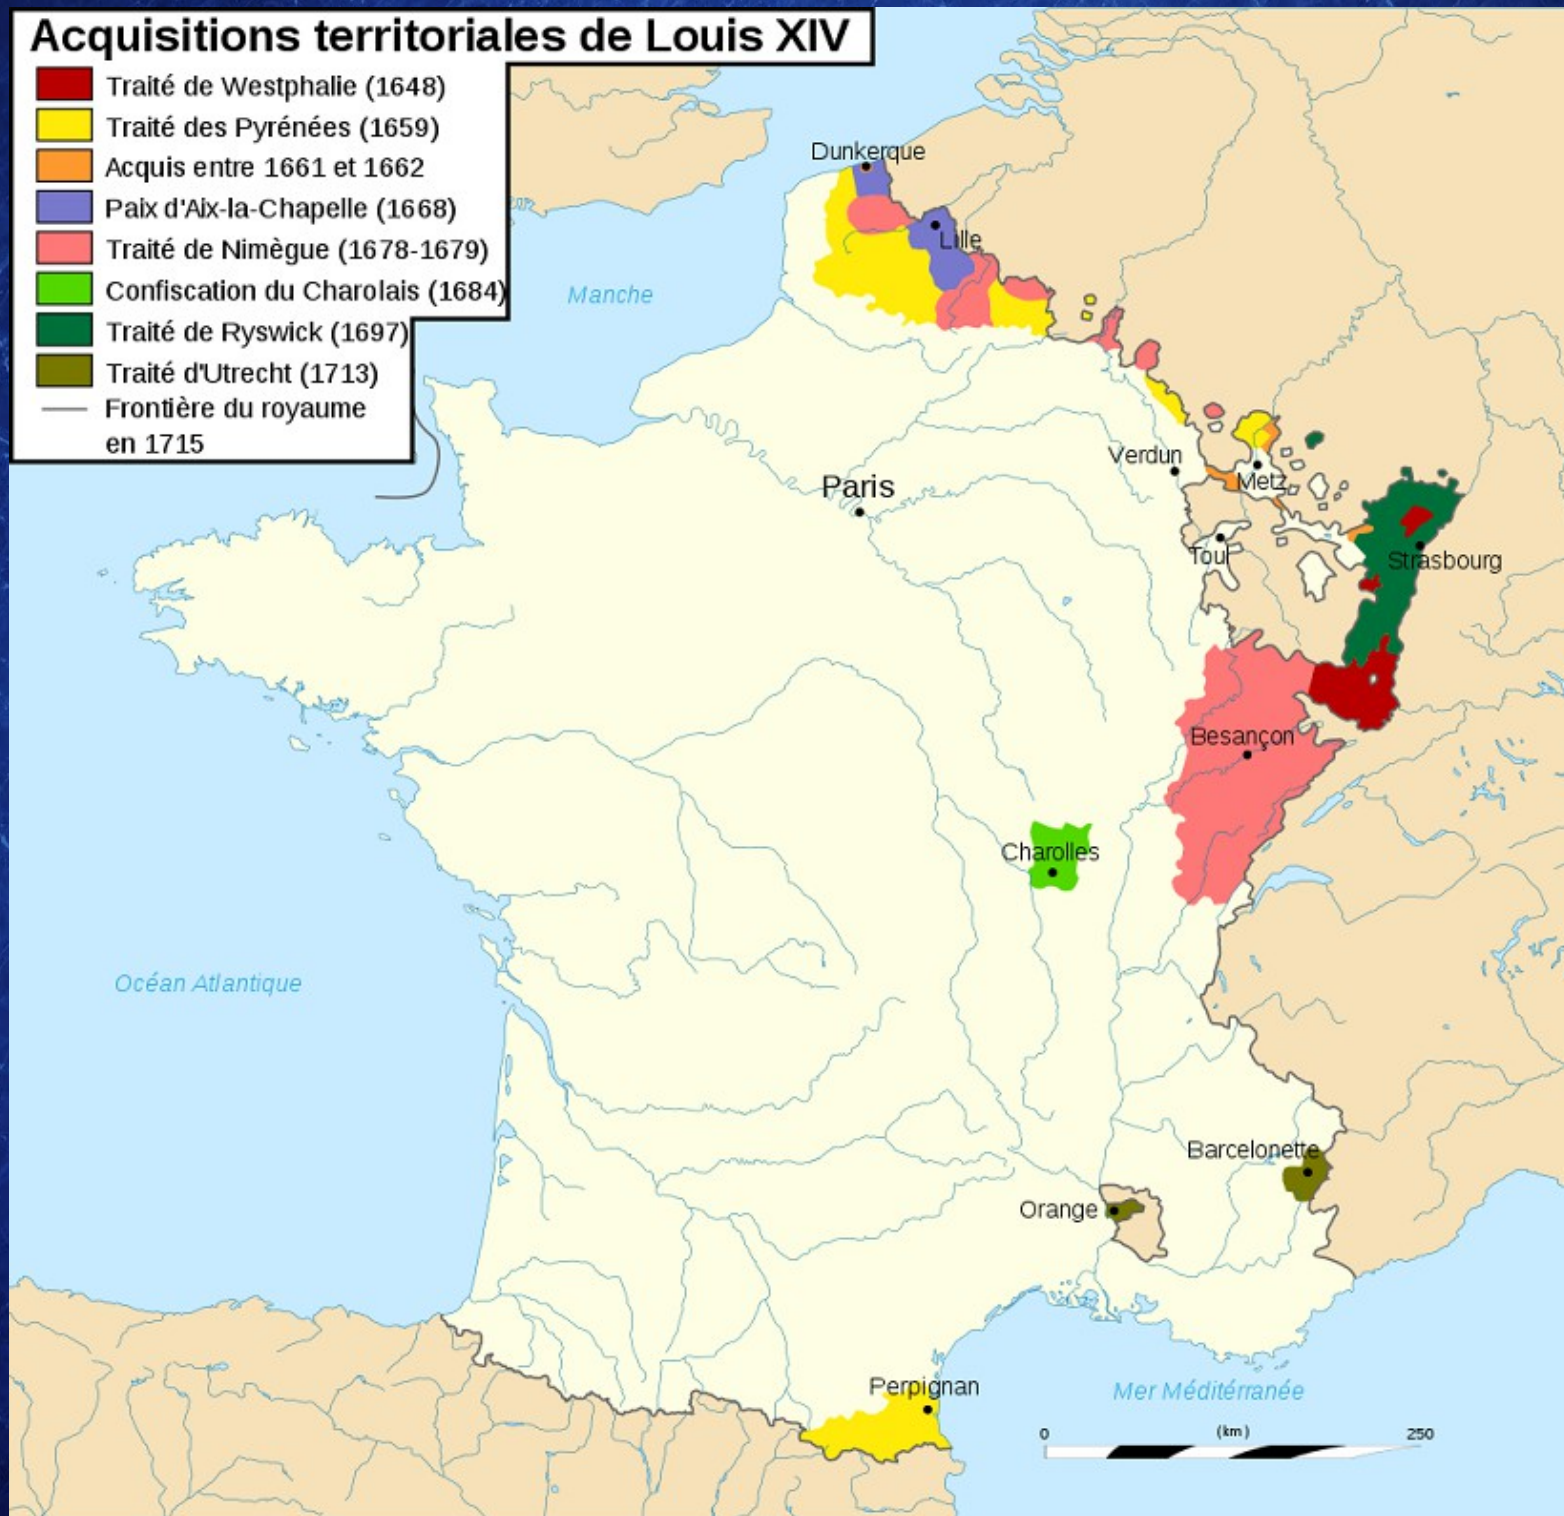 Acquisitions territoriales de Louis XIV
Traité de Westphalie (1648)
Traité des Pyrénées (1659)
Acquis entre 1661 et 1662
Paix d'Aix-la-Chapelle (1668)
Traité de Nimègue (1678-1679)
Confiscation du Charolais (1684)
Traité de Ryswick (1697)
Traité d'Utrecht (1713)
Frontière du royaume
en 1715
Dunkerque
Lille
Manche
Verdun
Metz
Paris
Toul
Strasbourg
Besançon
Charolles
Océan Atlantique
Barcelonette
Orange
Perpignan
Mer Méditérranée
0 (km) 250